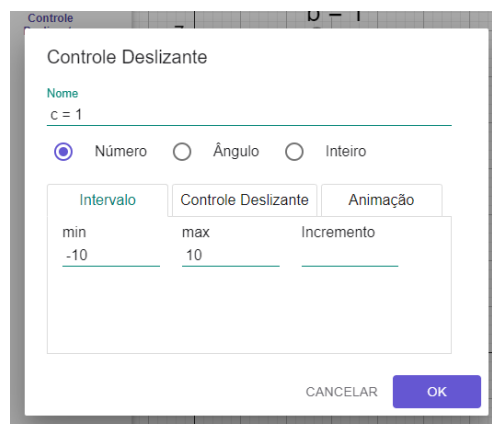 Controle
b = 1
Controle Deslizante
Nome
c = 1
Número Ângulo Inteiro
Intervalo Controle Deslizante Animação
min max Incremento
-10 10
CANCELAR OK